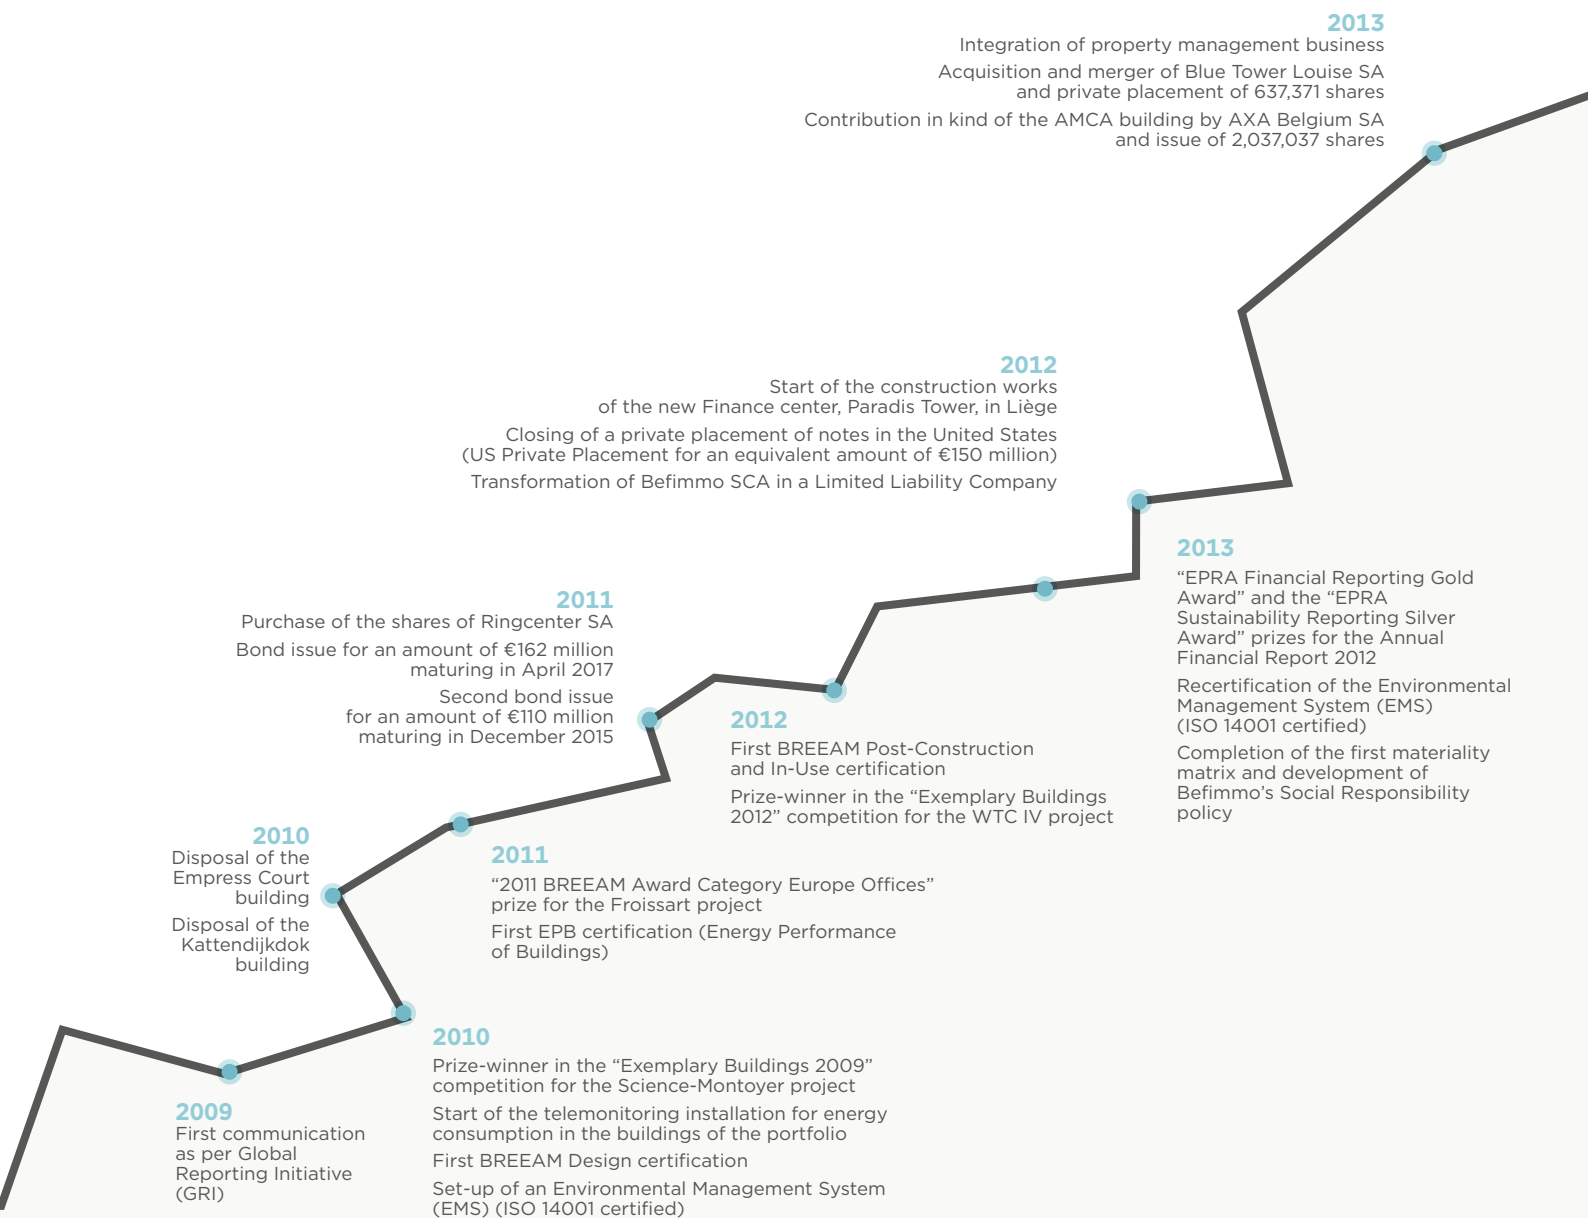 2013
Integration of property management business
Acquisition and merger of Blue Tower Louise SA
and private placement of 637,371 shares
Contribution in kind of the AMCA building by AXA Belgium SA
and issue of 2,037,037 shares
2012
Start of the construction works
of the new Finance center, Paradis Tower, in Liège
Closing of a private placement of notes in the United States
(US Private Placement for an equivalent amount of €150 million)
Transformation of Befimmo SCA in a Limited Liability Company
2013
“EPRA Financial Reporting Gold
Award” and the “EPRA
Sustainability Reporting Silver
Award” prizes for the Annual
Financial Report 2012
Recertification of the Environmental
Management System (EMS)
(ISO 14001 certified)
Completion of the first materiality
matrix and development of
Befimmo’s Social Responsibility
policy
2011
Purchase of the shares of Ringcenter SA
Bond issue for an amount of €162 million
maturing in April 2017
Second bond issue
for an amount of €110 million
maturing in December 2015
2012
First BREEAM Post-Construction
and In-Use certification
Prize-winner in the “Exemplary Buildings
2012” competition for the WTC IV project
2010
Disposal of the
Empress Court
building
Disposal of the
Kattendijkdok
building
2011
“2011 BREEAM Award Category Europe Offices”
prize for the Froissart project
First EPB certification (Energy Performance
of Buildings)
2010
Prize-winner in the “Exemplary Buildings 2009”
competition for the Science-Montoyer project
Start of the telemonitoring installation for energy
consumption in the buildings of the portfolio
First BREEAM Design certification
Set-up of an Environmental Management System
(EMS) (ISO 14001 certified)
2009
First communication
as per Global
Reporting Initiative
(GRI)